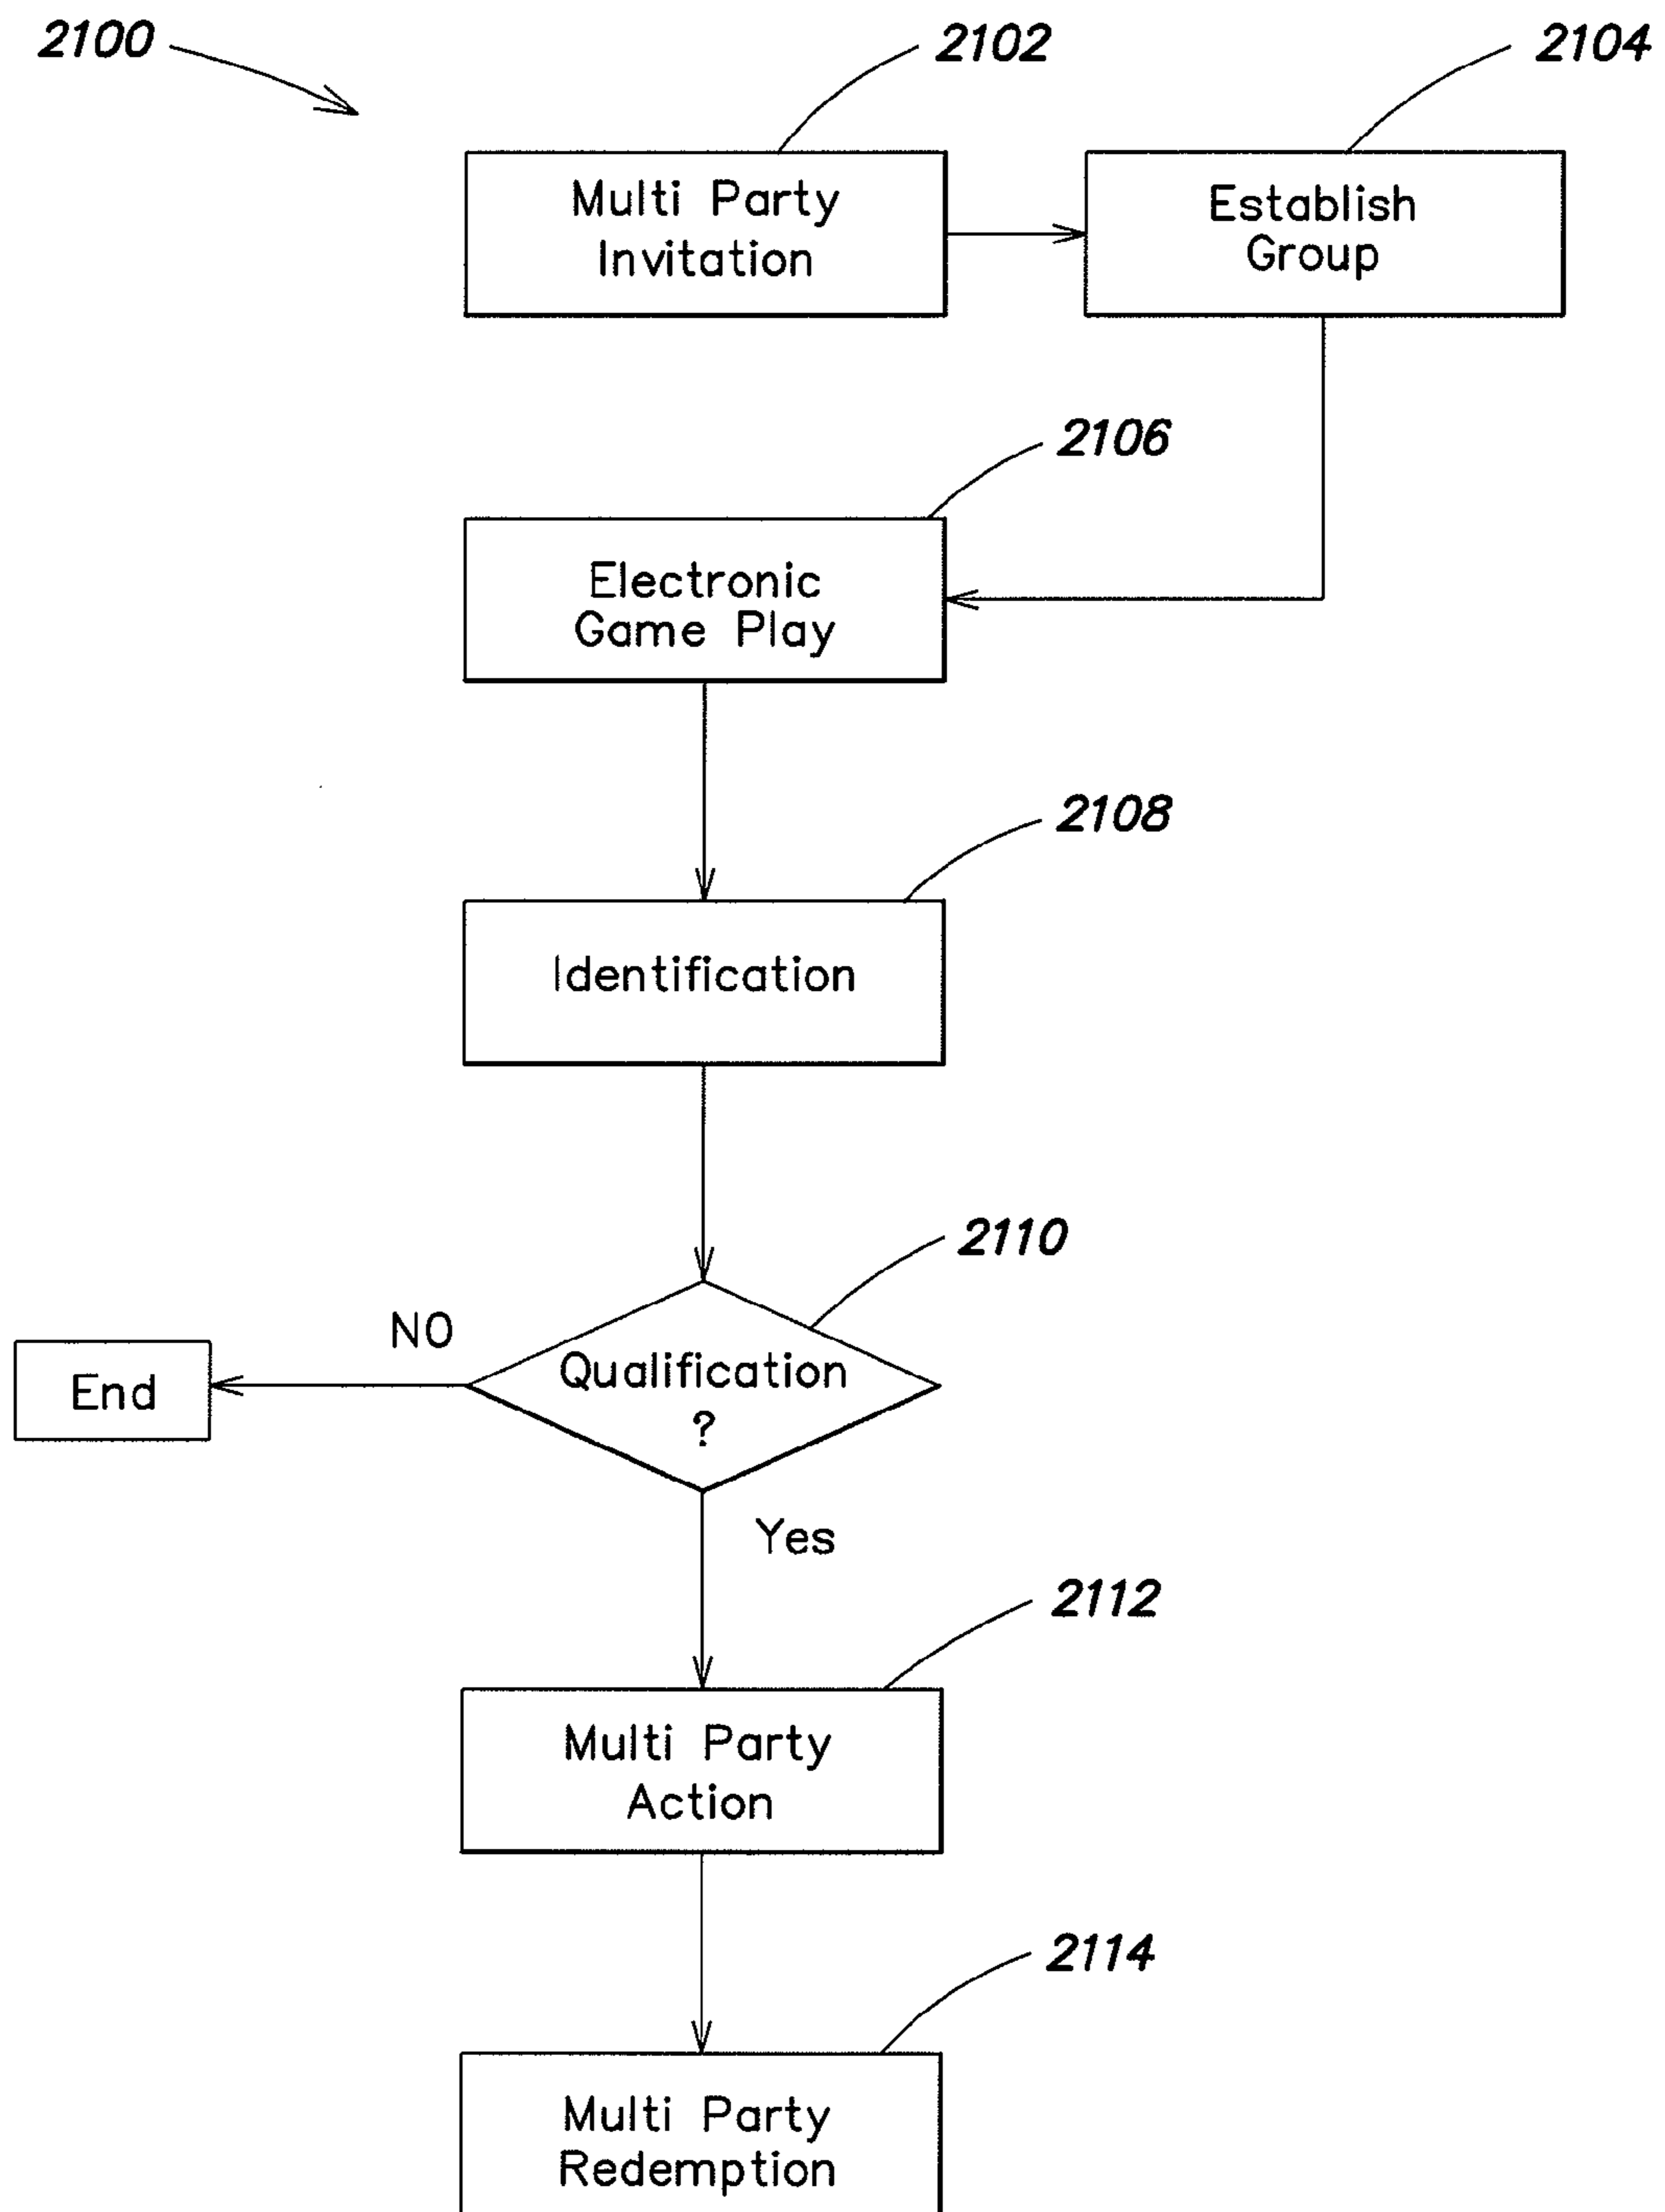 2100
2102
2104
Multi Party
Invitation
Establish
Group
2106
Electronic
Game Play
2108
Identification
2110
NO
End
Qualification
?
Yes
2112
Multi Party
Action
2114
Multi Party
Redemption